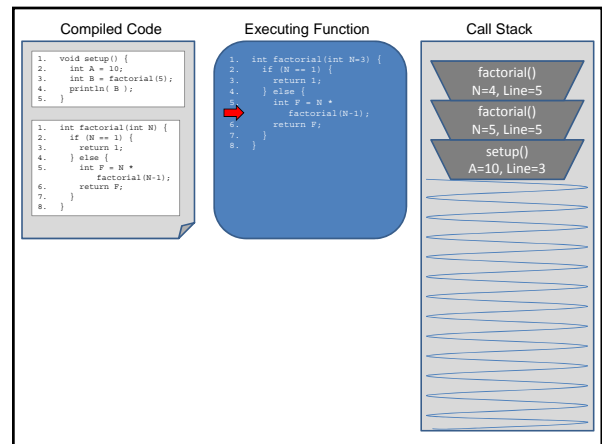 Compiled Code
1. void setup() {
2. int A = 10;
3. int B = factorial(5);
4. println( B );
5. }
1. int factorial(int N) {
2. if (N == 1) {
3. return 1;
4. } else {
5. int F = N *
factorial(N-1);
6. return F;
7. }
8. }
Executing Function
1. int factorial(int N=3) {
2. if (N == 1) {
3. return 1;
4. } else {
5. int F = N *
factorial(N-1);
6. return F;
7. }
8. }
Call Stack
factorial()
N=4, Line=5
factorial()
N=5, Line=5
setup()
A=10, Line=3